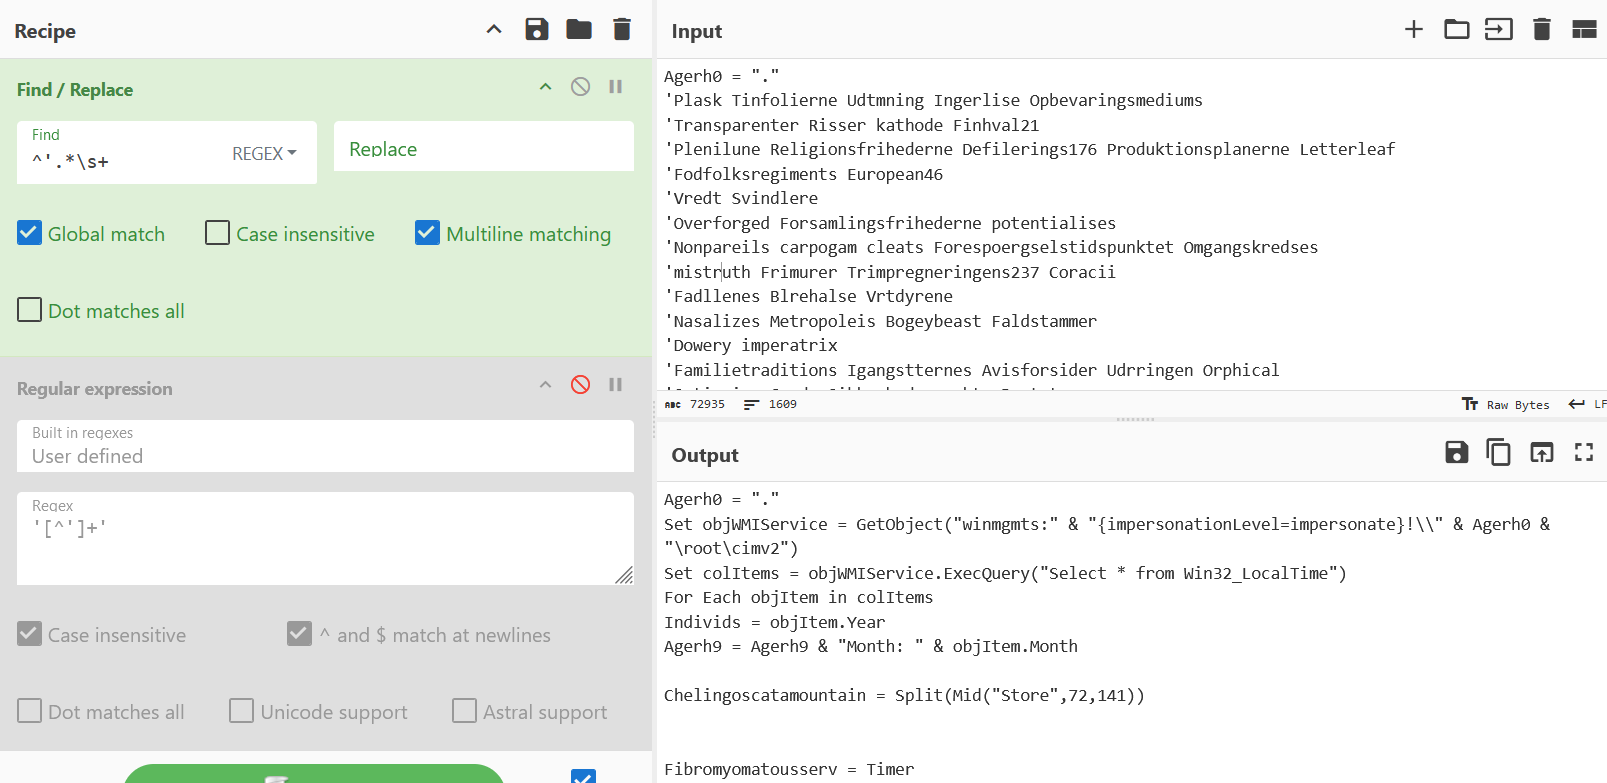 Recipe
Find / Replace
Find
^'.*\s+
REGEX
Replace
Global match
Case insensitive
Multiline matching
Dot matches all
Regular expression
Built in regexes
User defined
Regex
'[^']+'
Case insensitive
^ and $ match at newlines
Dot matches all
Unicode support
Astral support
Input
Agerh0 = "."
'Plask Tinfolierne Udtmning Ingerlise Opbevaringsmediums
'Transparenter Risser kathode Finhval21
'Plenilune Religionsfrihederne Defilerings176 Produktionsplanerne Letterleaf
'Fodfolksregiments European46
'Vredt Svindlere
'Overforged Forsamlingsfrihederne potentialises
'Nonpareils carpogam cleats Forespoergselstidspunktet Omgangskredses
'mistruth Frimurer Trimpregneringens237 Coracii
'Fadllenes Blrehalse Vrtdyrene
'Nasalizes Metropoleis Bogeybeast Faldstammer
'Dowery imperatrix
'Familietraditions Igangstternes Avisforsider Udrringen Orphical
ABC 72935 1609
Tт Raw Bytes LF
Output
Agerh0 = "."
Set objWMIService = GetObject("winmgmts:" & "{impersonationLevel=impersonate}!\\" & Agerh0 &
"\root\cimv2")
Set colItems = objWMIService.ExecQuery("Select * from Win32_LocalTime")
For Each objItem in colItems
Individs = objItem.Year
Agerh9 = Agerh9 & "Month: " & objItem.Month
Chelingoscatamountain = Split(Mid("Store",72,141))
Fibromyomatousserv = Timer